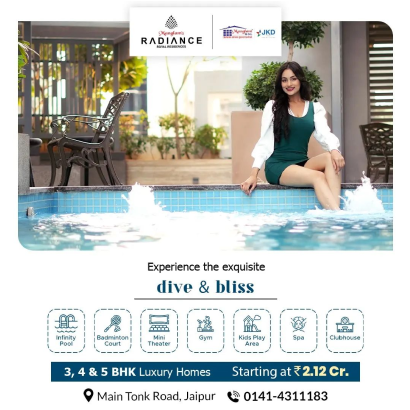 Manglam's
RADIANCE
ROYAL RESIDENCES
JKD
Experience the exquisite
dive & bliss
Infinity Pool
Badminton Court
Mini Theater
Gym
Kids Play Area
Spa
Clubhouse
3, 4 & 5 BHK Luxury Homes
Starting at ₹2.12 Cr.
Main Tonk Road, Jaipur
0141-4311183